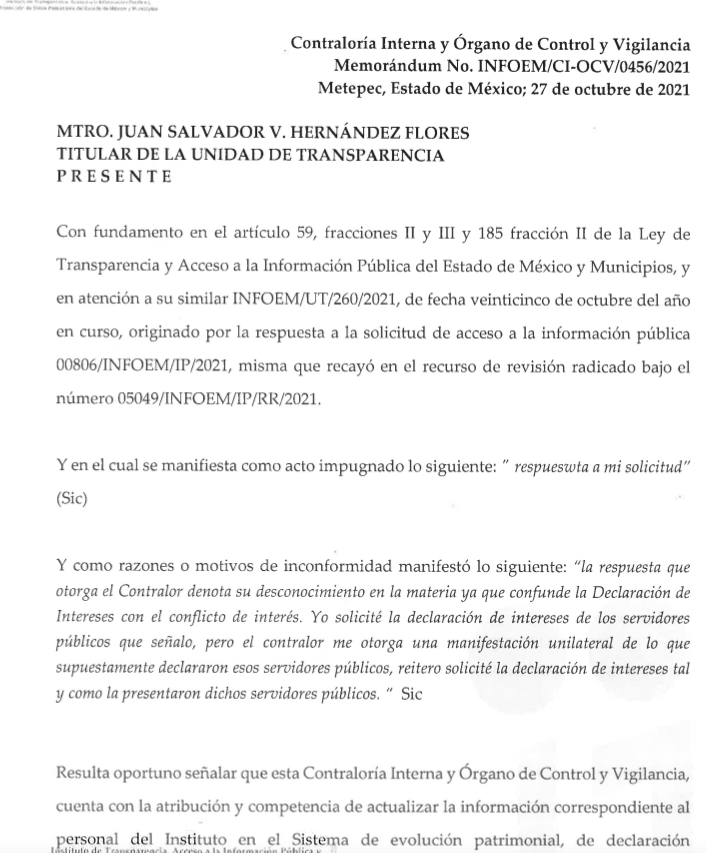 Contraloría Interna y Órgano de Control y Vigilancia
Memorándum No. INFOEM/CI-OCV/0456/2021
Metepec, Estado de México; 27 de octubre de 2021
MTRO. JUAN SALVADOR V. HERNÁNDEZ FLORES
TITULAR DE LA UNIDAD DE TRANSPARENCIA
P R E S E N T E
Con fundamento en el artículo 59, fracciones II y III y 185 fracción II de la Ley de
Transparencia y Acceso a la Información Pública del Estado de México y Municipios, y
en atención a su similar INFOEM/UT/260/2021, de fecha veinticinco de octubre del año
en curso, originado por la respuesta a la solicitud de acceso a la información pública
00806/INFOEM/IP/2021, misma que recayó en el recurso de revisión radicado bajo el
número 05049/INFOEM/IP/RR/2021.
Y en el cual se manifiesta como acto impugnado lo siguiente: " respueswta a mi solicitud"
(Sic)
Y como razones o motivos de inconformidad manifestó lo siguiente: "la respuesta que
otorga el Contralor denota su desconocimiento en la materia ya que confunde la Declaración de
Intereses con el conflicto de interés. Yo solicité la declaración de intereses de los servidores
públicos que señalo, pero el contralor me otorga una manifestación unilateral de lo que
supuestamente declararon esos servidores públicos, reitero solicité la declaración de intereses tal
y como la presentaron dichos servidores públicos. " Sic
Resulta oportuno señalar que esta Contraloría Interna y Órgano de Control y Vigilancia,
cuenta con la atribución y competencia de actualizar la información correspondiente al
personal del Instituto en el Sistema de evolución patrimonial, de declaración
Instituto de Transparencia, Acceso a la Información Pública y